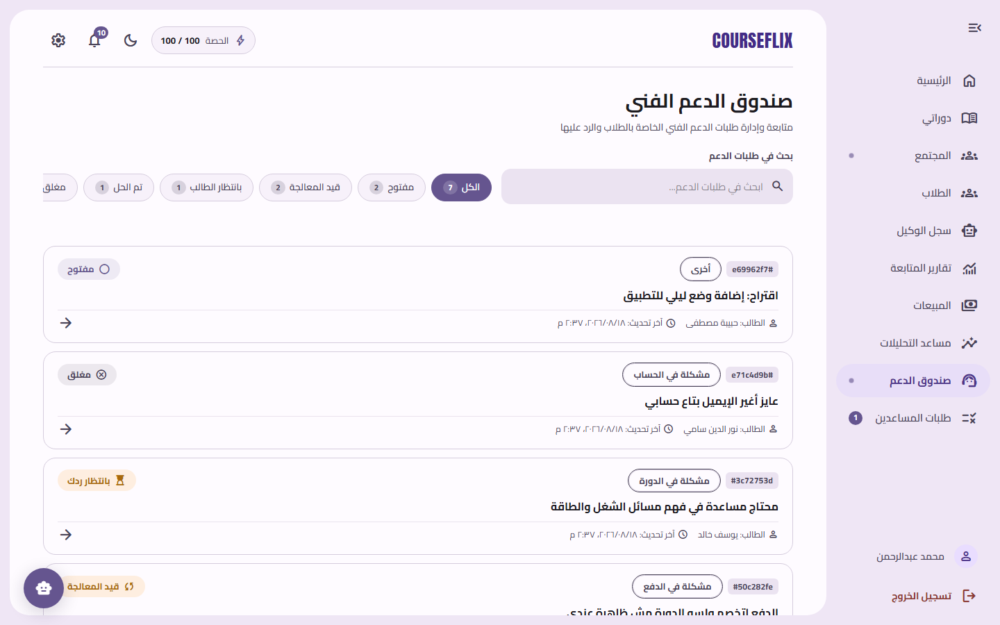 COURSEFLIX
الحصة 100 / 100
10
صندوق الدعم الفني
متابعة وإدارة طلبات الدعم الفني الخاصة بالطلاب والرد عليها
بحث في طلبات الدعم
ابحث في طلبات الدعم...
الكل 7
مفتوح 2
قيد المعالجة 2
بانتظار الطالب 1
تم الحل 1
مغلق
e69962f7#
أخرى
مفتوح
اقتراح: إضافة وضع ليلي للتطبيق
الطالب: حبيبة مصطفى
آخر تحديث: ٢٠٢٦/٠٨/١٨، ٢:٣٧ م
e71c4d9b#
مشكلة في الحساب
مغلق
عايز أغير الإيميل بتاع حسابي
الطالب: نور الدين سامي
آخر تحديث: ٢٠٢٦/٠٨/١٨، ٢:٣٧ م
#3c72753d
مشكلة في الدورة
بانتظار ردك
محتاج مساعدة في فهم مسائل الشغل والطاقة
الطالب: يوسف خالد
آخر تحديث: ٢٠٢٦/٠٨/١٨، ٢:٣٧ م
#50c282fe
مشكلة في الدفع
قيد المعالجة
الدفع اتخصم ولسه الدورة مش ظاهرة عندي
الرئيسية
دوراتي
المجتمع
الطلاب
سجل الوكيل
تقارير المتابعة
المبيعات
مساعد التحليلات
صندوق الدعم
طلبات المساعدين 1
محمد عبدالرحمن
تسجيل الخروج